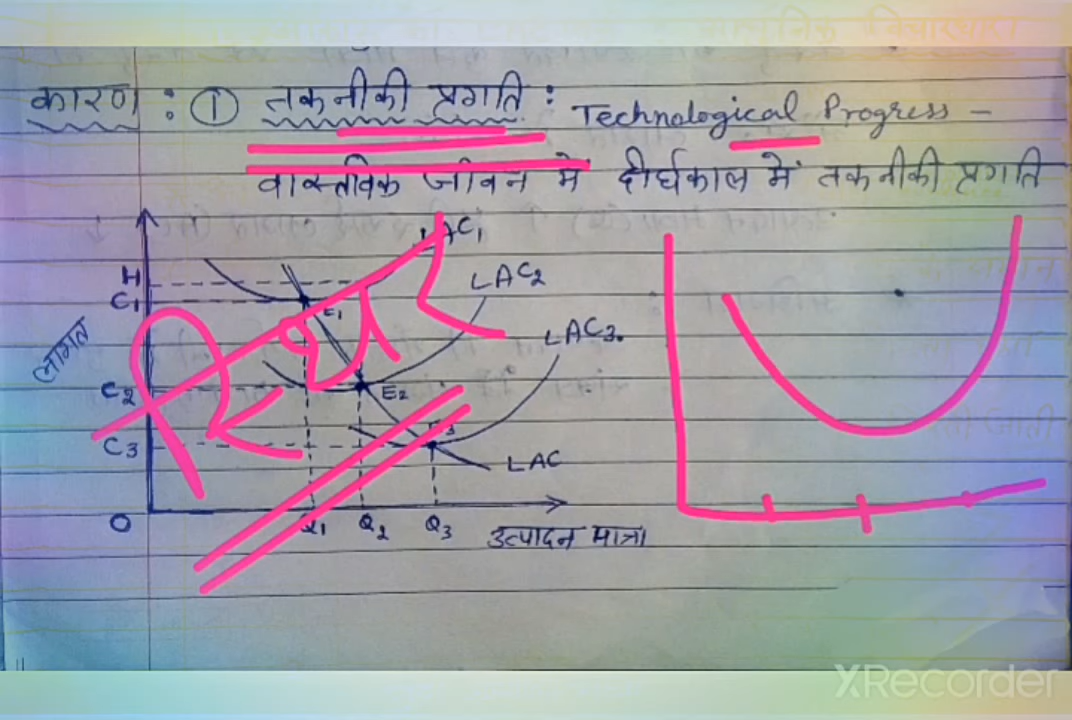 कारण : ① तकनीकी प्रगति : Technological Progress -
वास्तविक जीवन में दीर्घकाल में तकनीकी प्रगति
LAC₁
H
LAC₂
C₁
E₁
LAC₃.
लागत
C₂
E₂
C₃
LAC
O
Q₁ Q₂ Q₃ उत्पादन मात्रा
स्थिर
XRecorder